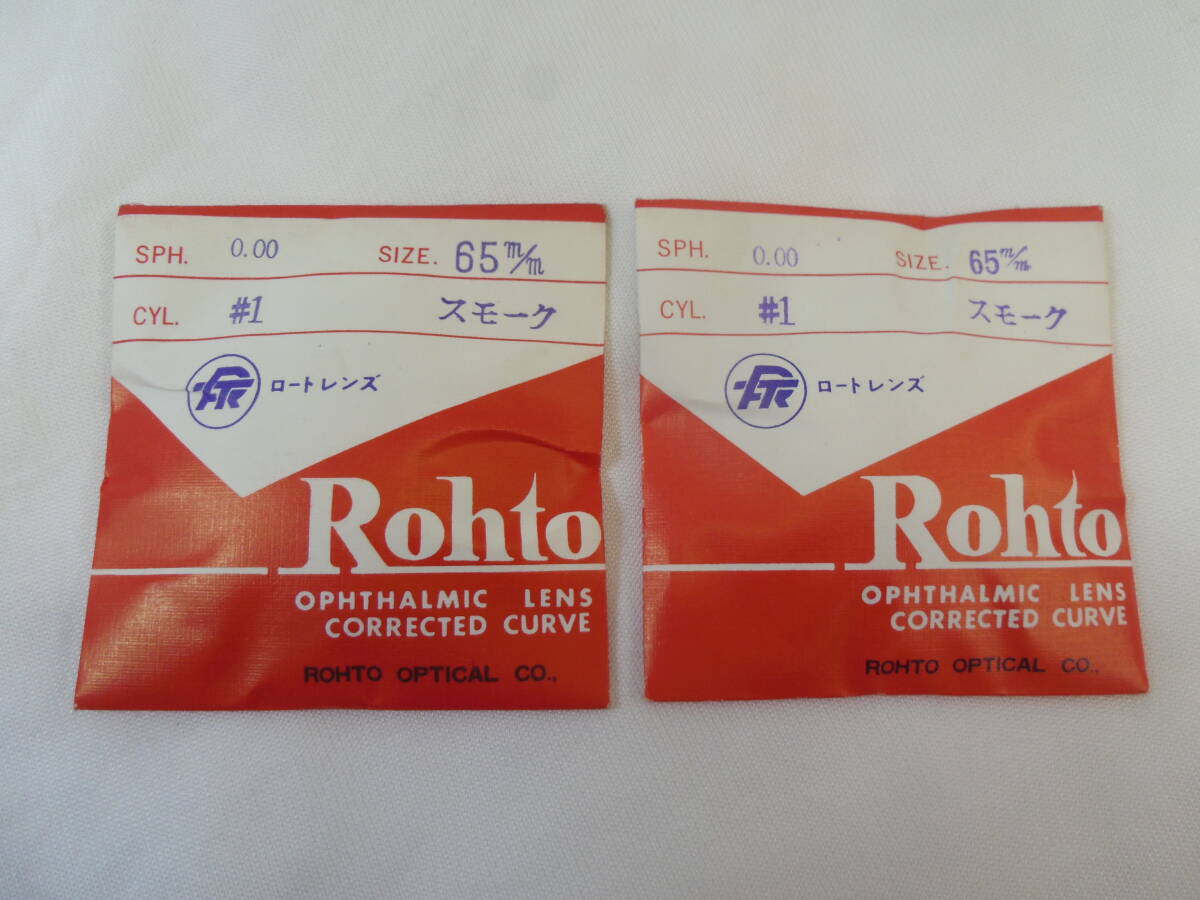 SPH. 0.00 SIZE. 65 m/m
CYL. #1 スモーク
ロートレンズ
Rohto
OPHTHALMIC LENS
CORRECTED CURVE
ROHTO OPTICAL CO.,
SPH. 0.00 SIZE. 65 m/m
CYL. #1 スモーク
ロートレンズ
Rohto
OPHTHALMIC LENS
CORRECTED CURVE
ROHTO OPTICAL CO.,